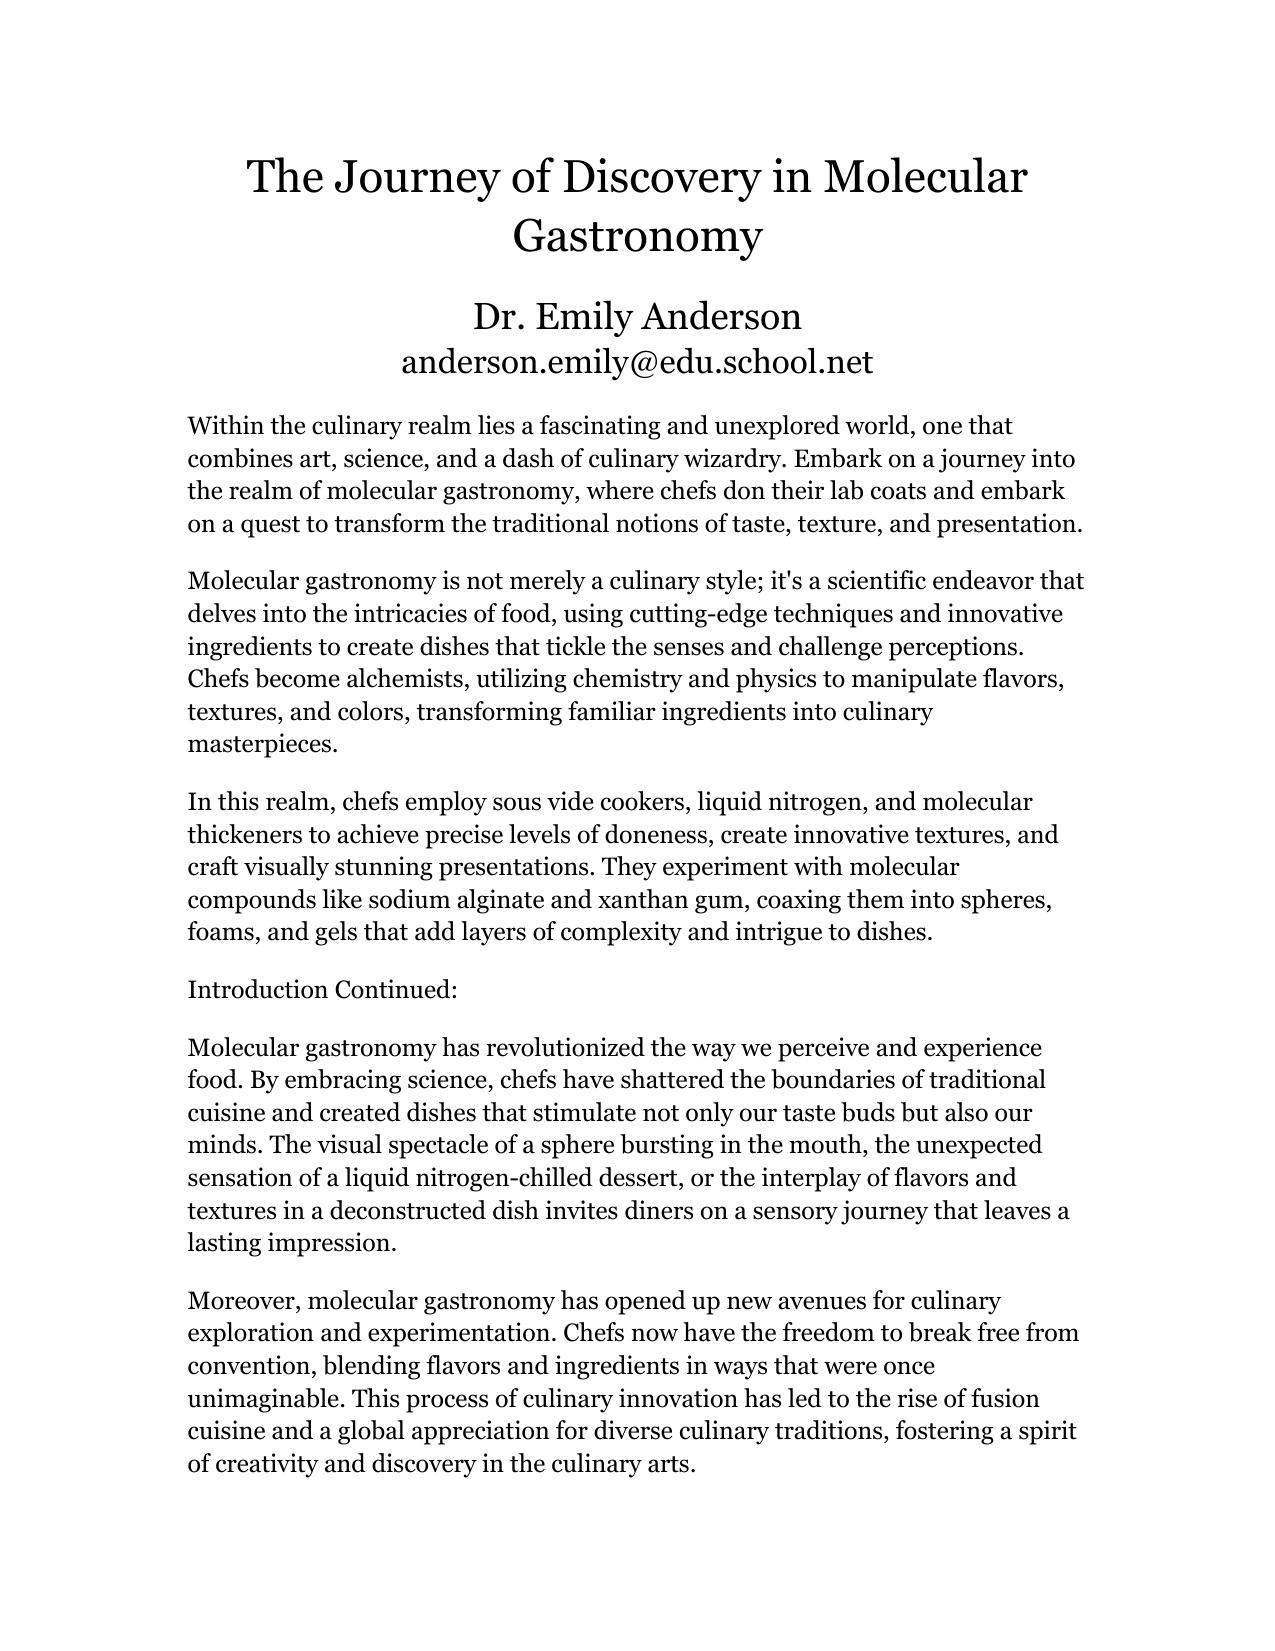 The Journey of Discovery in Molecular
Gastronomy
Dr. Emily Anderson
anderson.emily@edu.school.net
Within the culinary realm lies a fascinating and unexplored world, one that
combines art, science, and a dash of culinary wizardry. Embark on a journey into
the realm of molecular gastronomy, where chefs don their lab coats and embark
on a quest to transform the traditional notions of taste, texture, and presentation.
Molecular gastronomy is not merely a culinary style; it's a scientific endeavor that
delves into the intricacies of food, using cutting-edge techniques and innovative
ingredients to create dishes that tickle the senses and challenge perceptions.
Chefs become alchemists, utilizing chemistry and physics to manipulate flavors,
textures, and colors, transforming familiar ingredients into culinary
masterpieces.
In this realm, chefs employ sous vide cookers, liquid nitrogen, and molecular
thickeners to achieve precise levels of doneness, create innovative textures, and
craft visually stunning presentations. They experiment with molecular
compounds like sodium alginate and xanthan gum, coaxing them into spheres,
foams, and gels that add layers of complexity and intrigue to dishes.
Introduction Continued:
Molecular gastronomy has revolutionized the way we perceive and experience
food. By embracing science, chefs have shattered the boundaries of traditional
cuisine and created dishes that stimulate not only our taste buds but also our
minds. The visual spectacle of a sphere bursting in the mouth, the unexpected
sensation of a liquid nitrogen-chilled dessert, or the interplay of flavors and
textures in a deconstructed dish invites diners on a sensory journey that leaves a
lasting impression.
Moreover, molecular gastronomy has opened up new avenues for culinary
exploration and experimentation. Chefs now have the freedom to break free from
convention, blending flavors and ingredients in ways that were once
unimaginable. This process of culinary innovation has led to the rise of fusion
cuisine and a global appreciation for diverse culinary traditions, fostering a spirit
of creativity and discovery in the culinary arts.